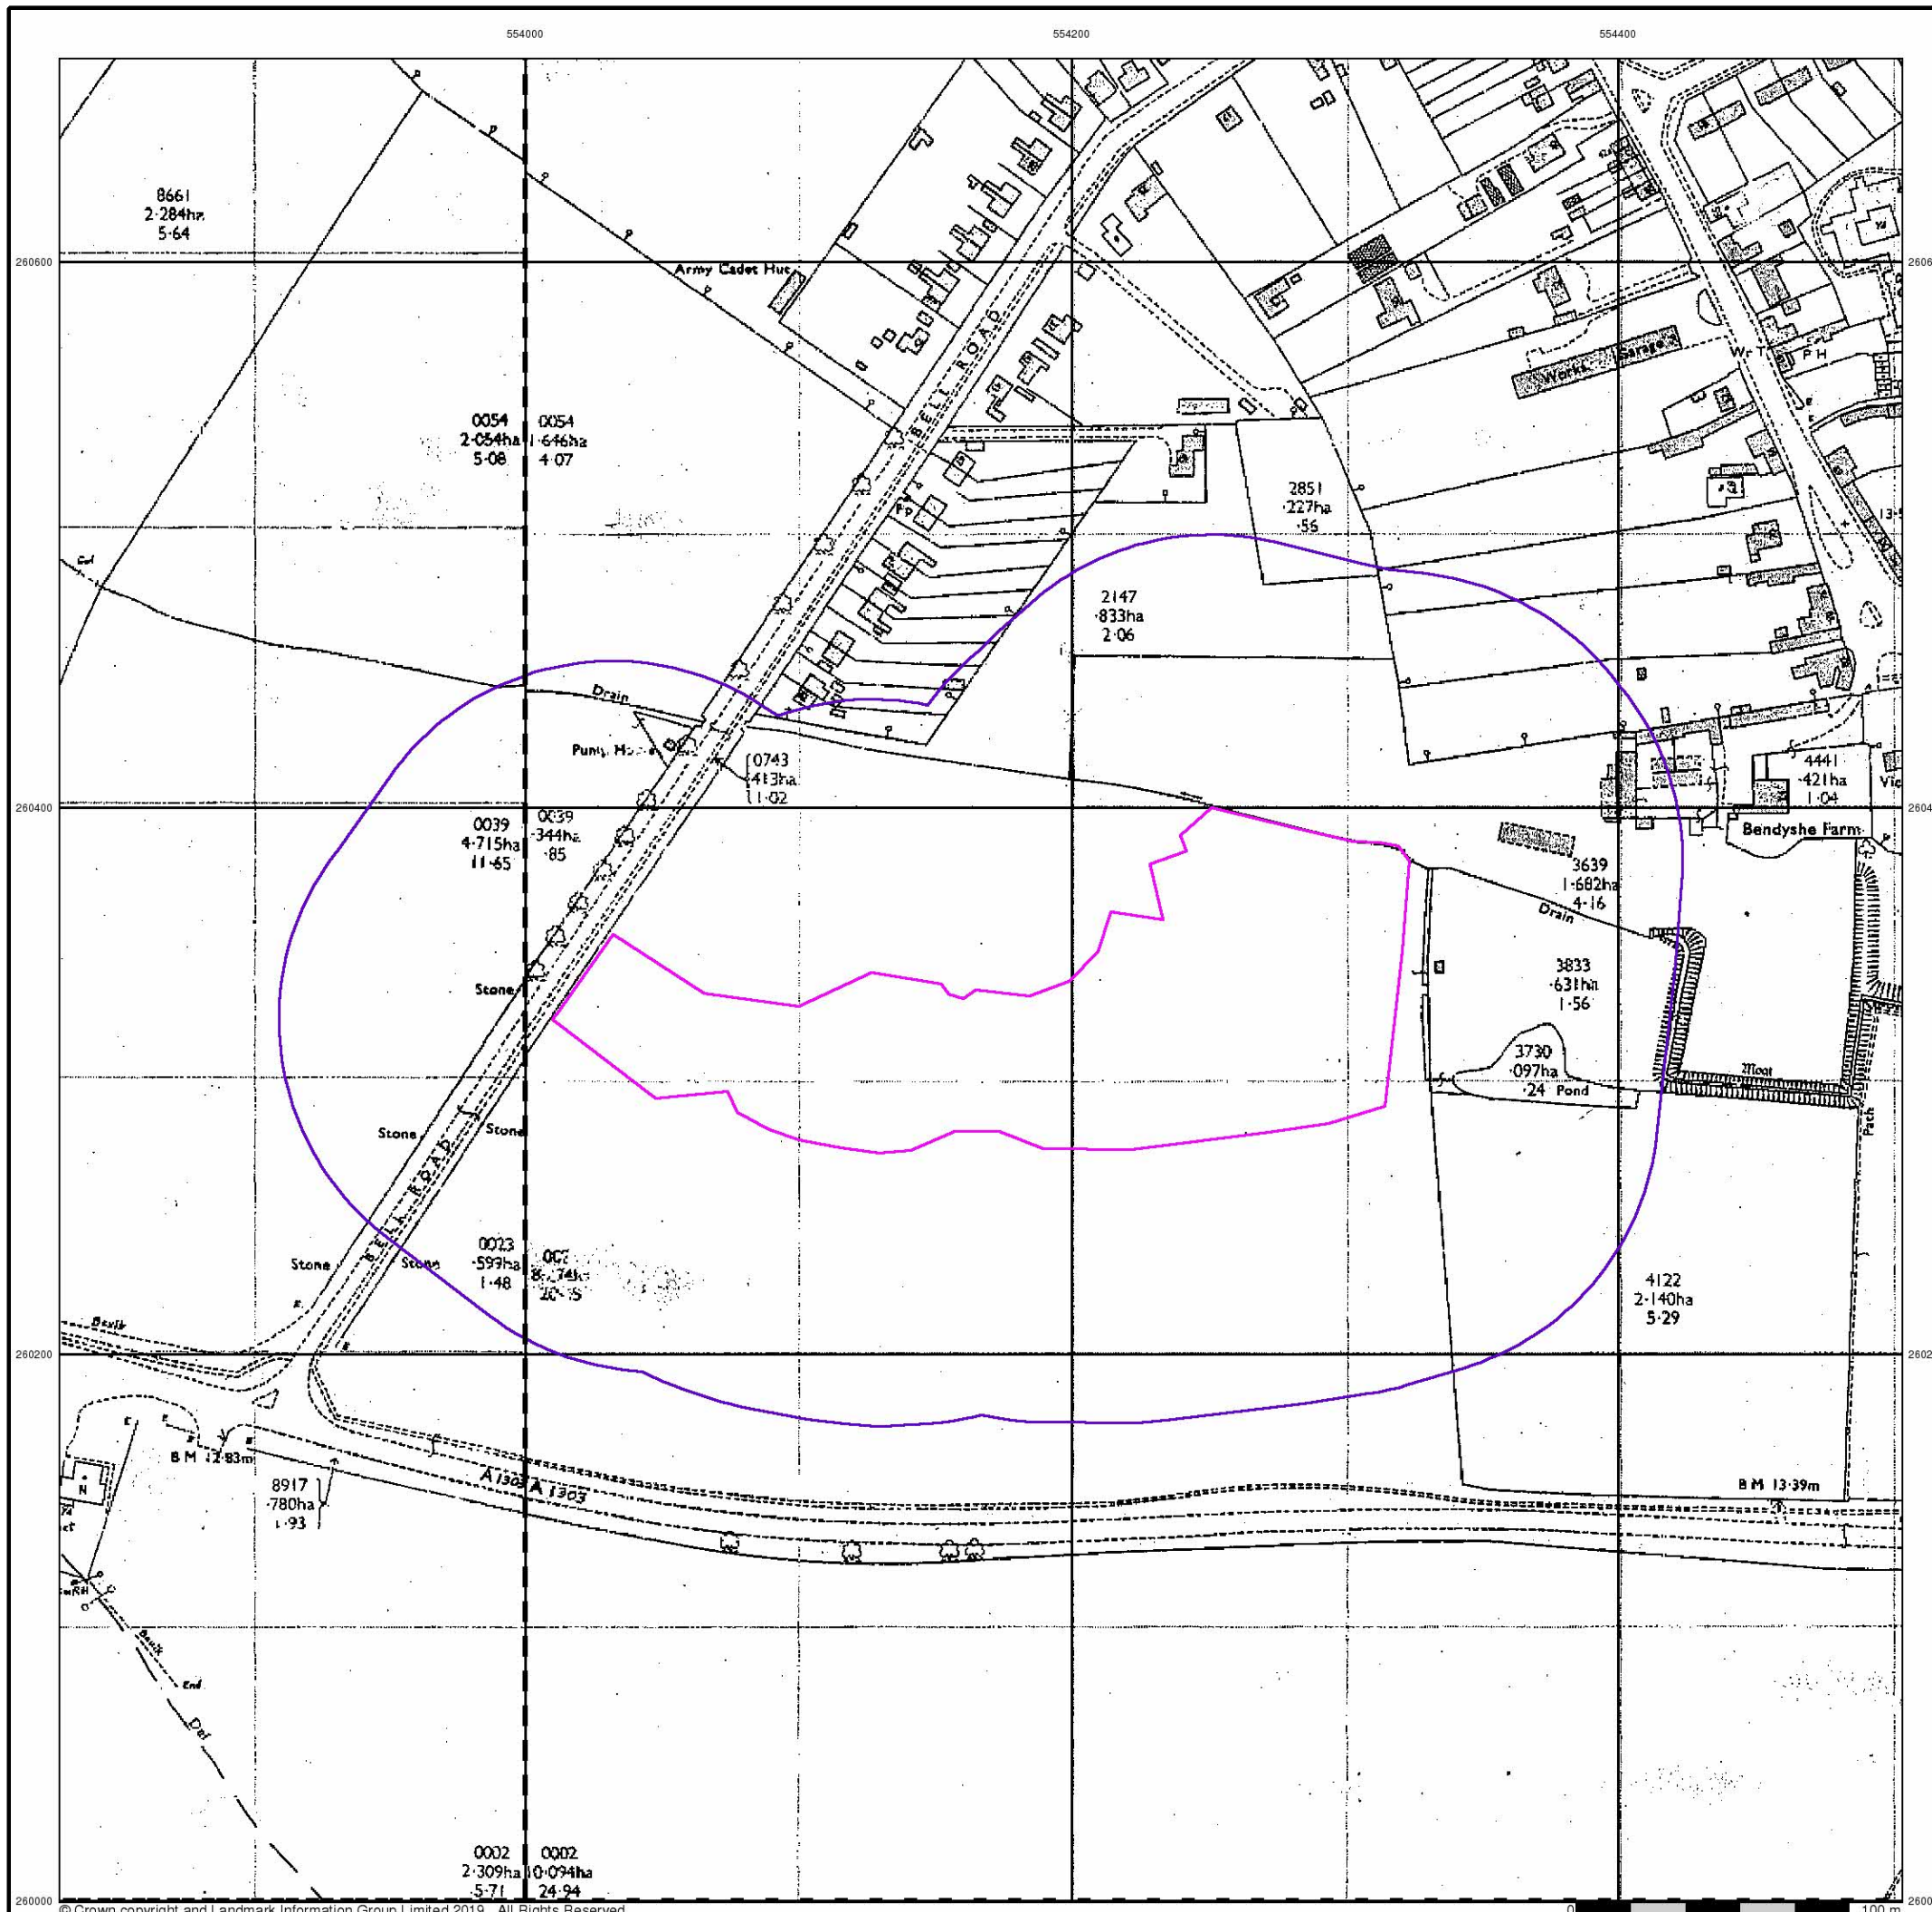 554000
554200
554400
8661
2·284ha
5·64
260600
Army Cadet Hut
BELL ROAD
Works
Garage
Wr T
P H
0054
2·054ha
5·08
0054
1·646ha
4·07
2851
·227ha
·56
Fp
2147
·833ha
2·06
Drain
0743
·413ha
1·02
4441
·421ha
1·04
260400
0039
4·715ha
11·65
0039
·344ha
·85
Bendyshe Farm
3639
1·682ha
4·16
Drain
Stone
3833
·631ha
1·56
3730
·097ha
·24 Pond
Moat
Path
Stone
Stone
BELL ROAD
0023
·599ha
1·48
Stone
Stone
4122
2·140ha
5·29
260200
B M 12·83m
A 1303
A 1303
B M 13·39m
8917
·780ha
1·93
N
End
Def
0002
2·309ha
5·71
0002
10·094ha
24·94
260000
© Crown copyright and Landmark Information Group Limited 2019. All Rights Reserved.
0
100 m